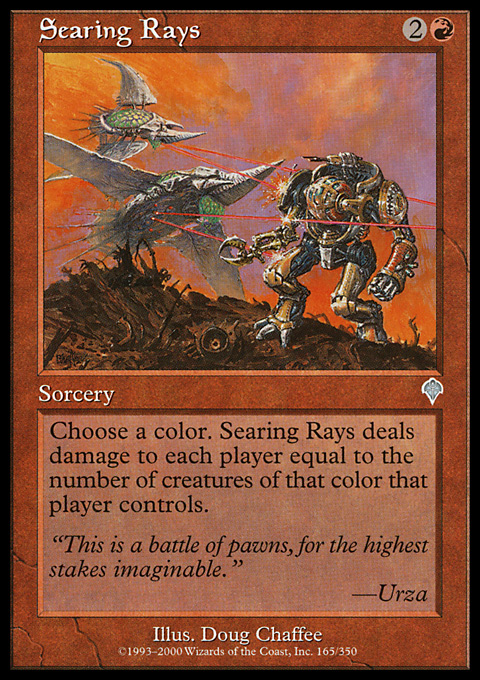 Searing Rays 2
Sorcery
Choose a color. Searing Rays deals
damage to each player equal to the
number of creatures of that color that
player controls.
“This is a battle of pawns, for the highest
stakes imaginable.”
—Urza
Illus. Doug Chaffee
©1993–2000 Wizards of the Coast, Inc. 165/350